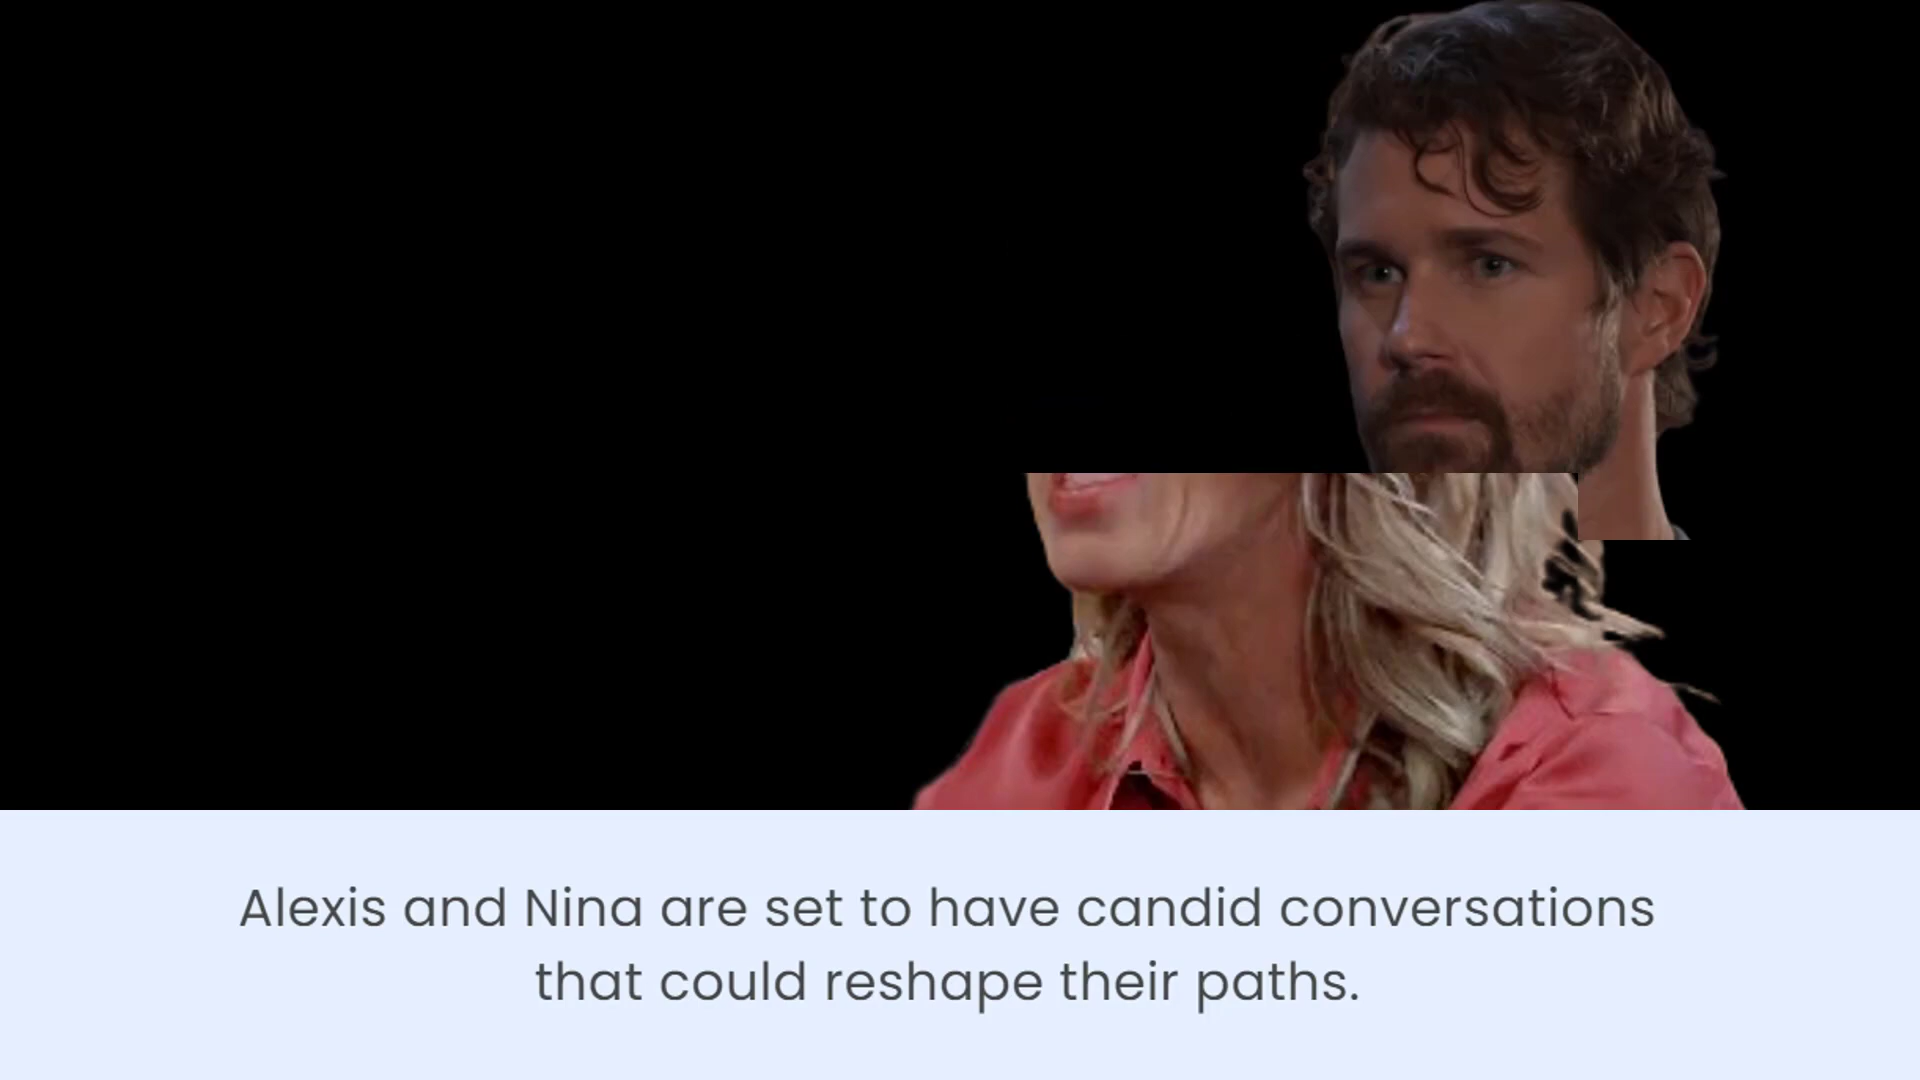 Alexis and Nina are set to have candid conversations
that could reshape their paths.